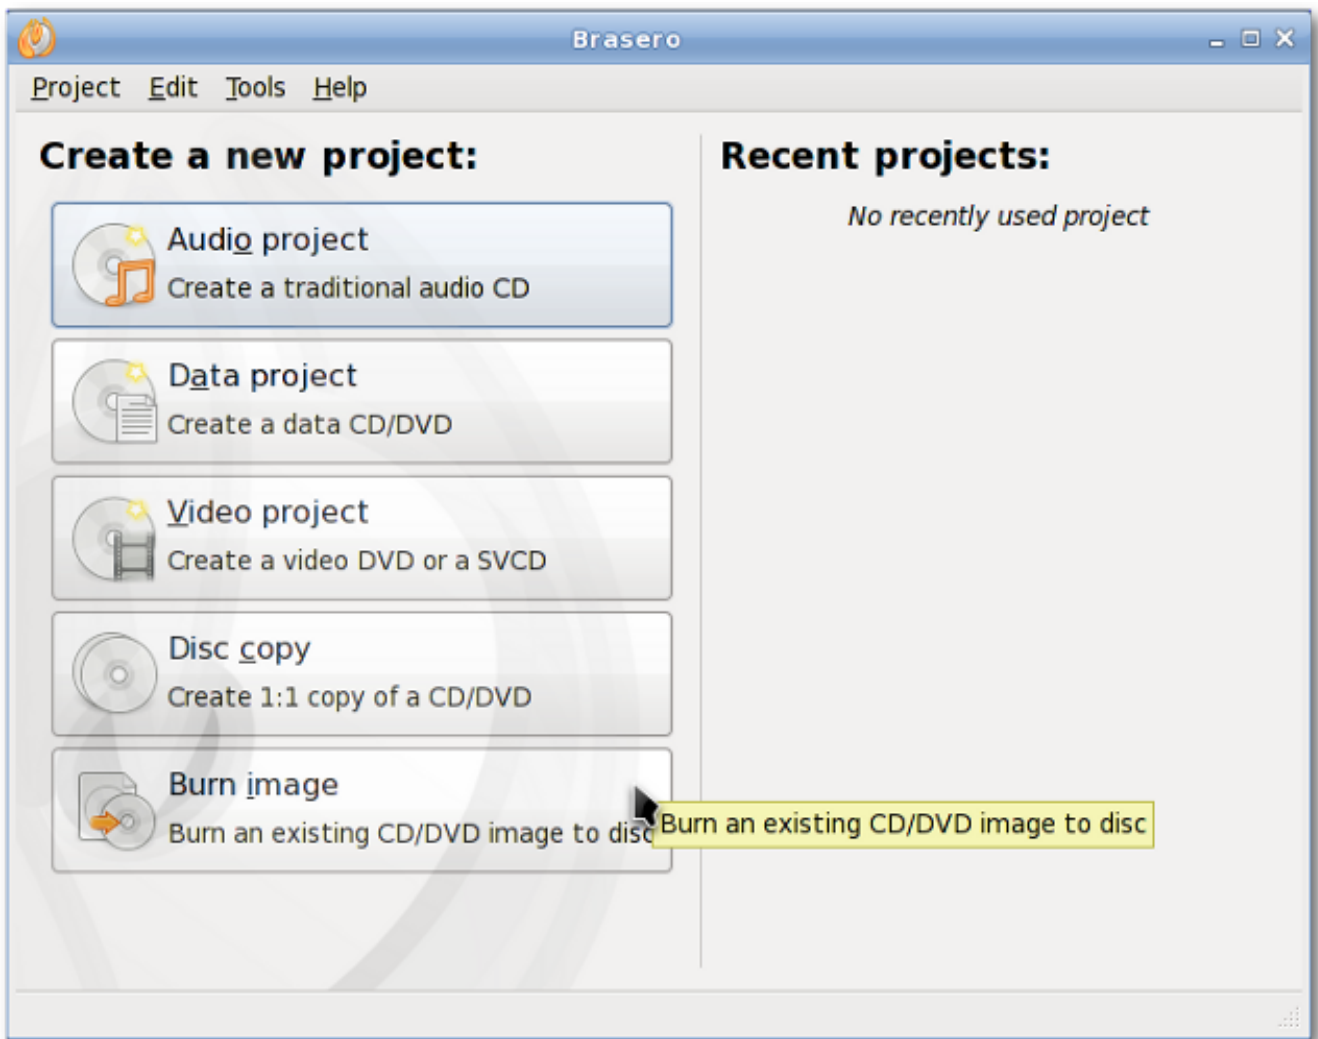 Brasero
Project Edit Tools Help
Create a new project:
Audio project
Create a traditional audio CD
Data project
Create a data CD/DVD
Video project
Create a video DVD or a SVCD
Disc copy
Create 1:1 copy of a CD/DVD
Burn image
Burn an existing CD/DVD image to disc
Burn an existing CD/DVD image to disc
Recent projects:
No recently used project